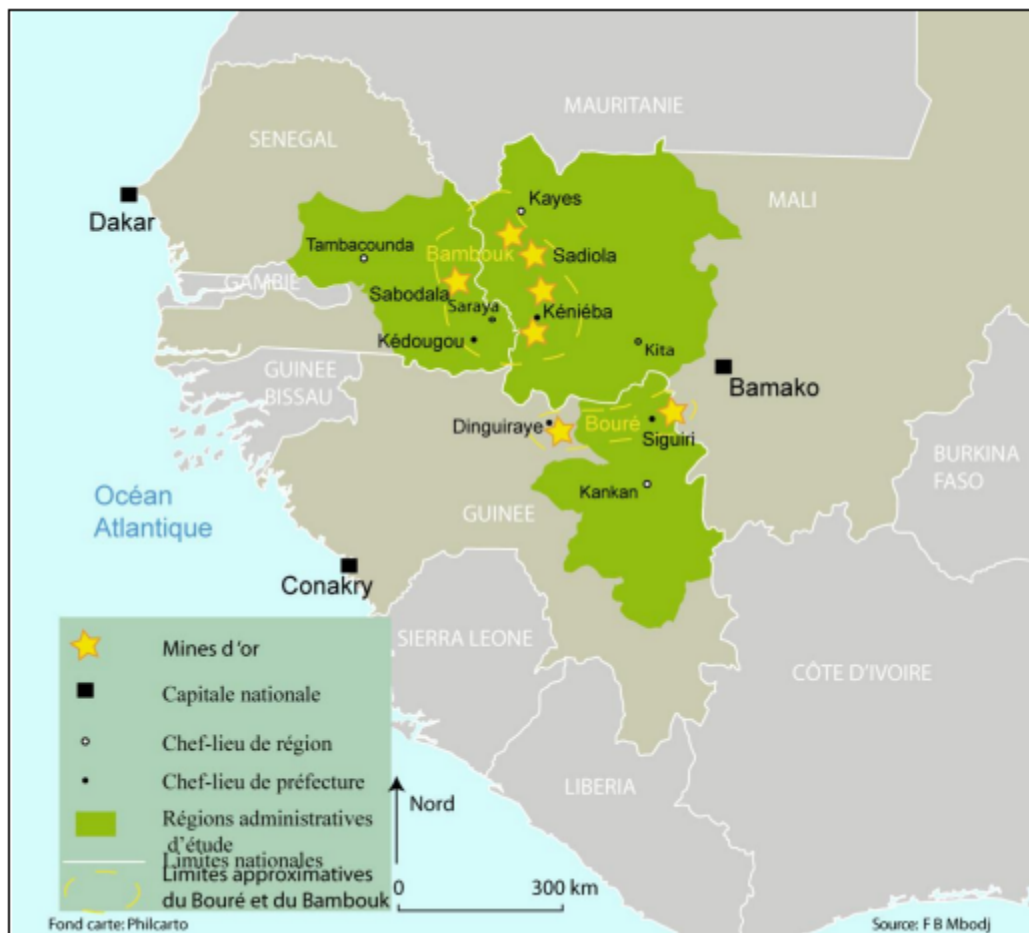 MAURITANIE
SENEGAL
MALI
Dakar
Kayes
Tambacounda
Bambouk
Sadiola
GAMBIE
Sabodala
Saraya
Kéniéba
Kédougou
Kita
GUINEE
BISSAU
Bamako
Dinguiraye
Bouré
Siguiri
BURKINA
FASO
Kankan
Océan
Atlantique
GUINEE
Conakry
SIERRA LEONE
CÔTE D'IVOIRE
LIBERIA
Mines d'or
Capitale nationale
Chef-lieu de région
Chef-lieu de préfecture
Régions administratives
d'étude
Limites nationales
Limites approximatives
du Bouré et du Bambouk
Nord
0 300 km
Fond carte: Philcarto
Source: F B Mbodj